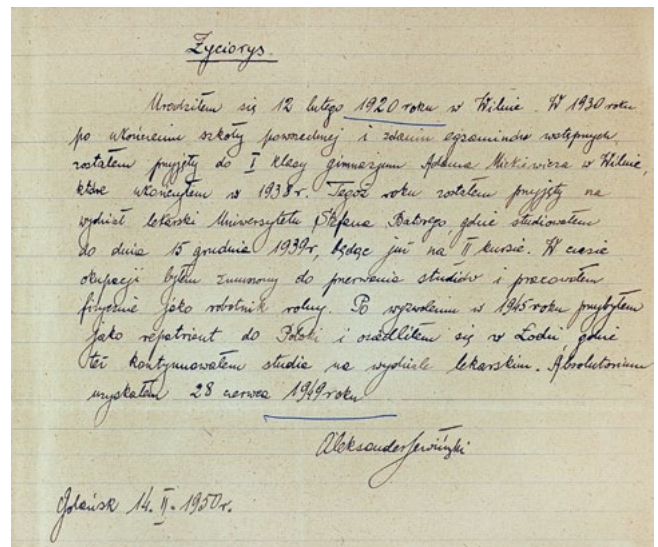 Życiorys.
Urodziłem się 12 lutego 1920 roku w Wilnie. W 1930 roku
po ukończeniu szkoły powszechnej i zdaniu egzaminów wstępnych
zostałem przyjęty do I klasy gimnazjum Adama Mickiewicza w Wilnie,
które ukończyłem w 1938 r. Tegoż roku zostałem przyjęty na
wydział lekarski Uniwersytetu Stefana Batorego, gdzie studiowałem
do dnia 15 grudnia 1939 r, będąc już na II kursie. W czasie
okupacji byłem zmuszony do przerwania studiów i pracowałem
fizycznie jako robotnik rolny. Po wyzwoleniu w 1945 roku przybyłem
jako repatriant do Polski i osiedliłem się w Łodzi, gdzie
też kontynuowałem studia na wydziale lekarskim. Absolutorium
uzyskałem 28 czerwca 1949 roku
Aleksander
Gdańsk 14. II. 1950 r.